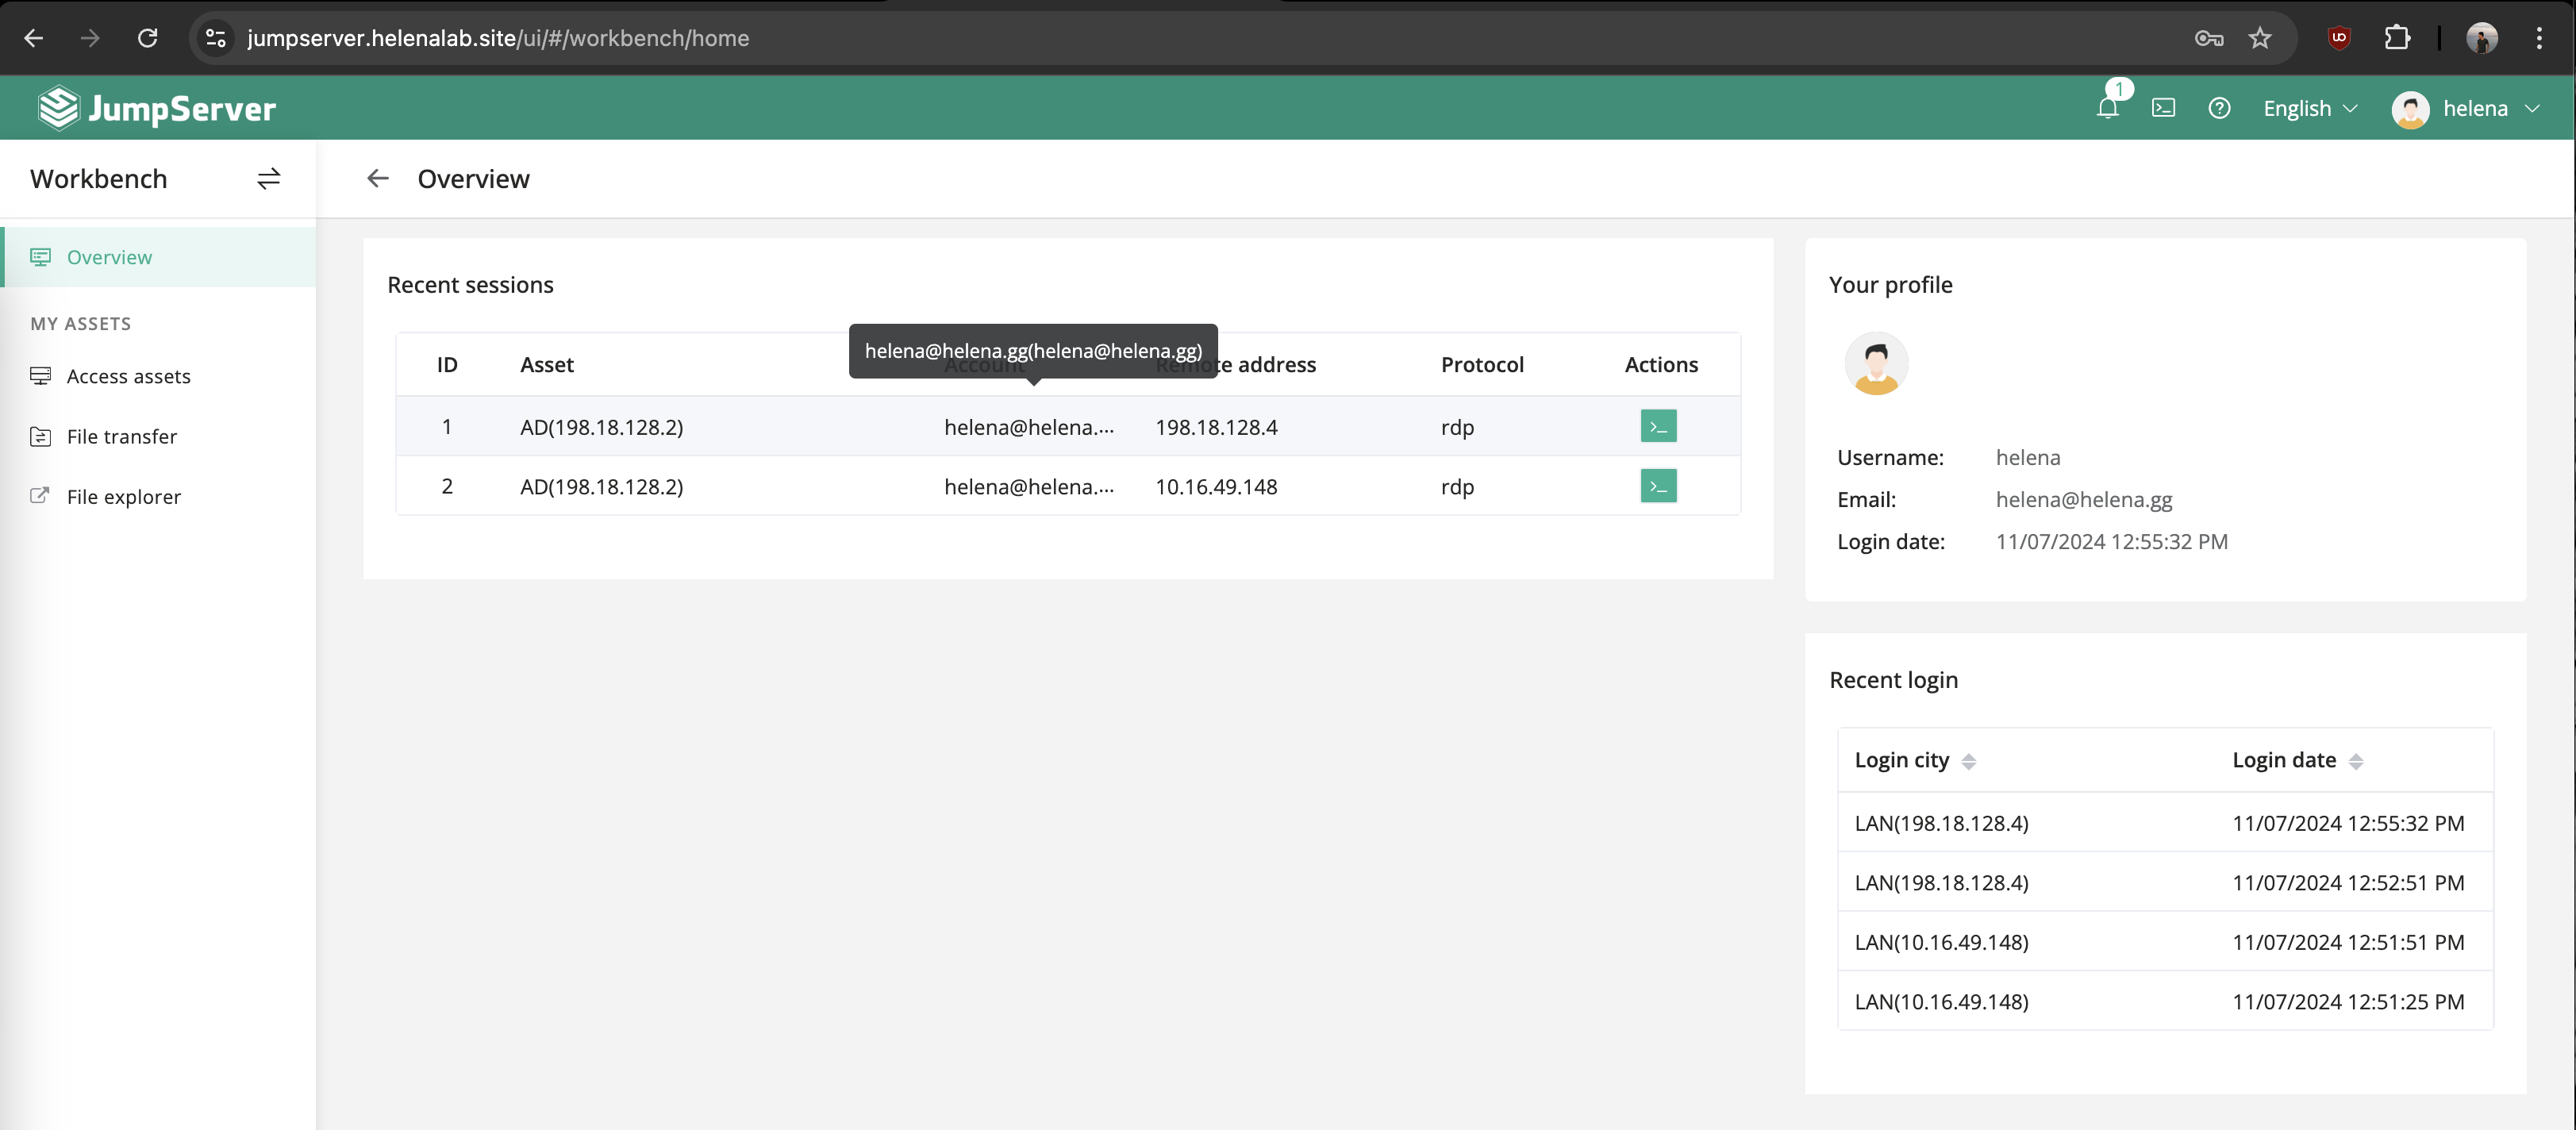 jumpserver.helenalab.site/ui/#/workbench/home
JumpServer
1
English
helena
Workbench
Overview
Overview
MY ASSETS
Access assets
File transfer
File explorer
Recent sessions
helena@helena.gg(helena@helena.gg)
ID Asset Account Remote address Protocol Actions
1 AD(198.18.128.2) helena@helena.… 198.18.128.4 rdp
2 AD(198.18.128.2) helena@helena.… 10.16.49.148 rdp
Your profile
Username: helena
Email: helena@helena.gg
Login date: 11/07/2024 12:55:32 PM
Recent login
Login city Login date
LAN(198.18.128.4) 11/07/2024 12:55:32 PM
LAN(198.18.128.4) 11/07/2024 12:52:51 PM
LAN(10.16.49.148) 11/07/2024 12:51:51 PM
LAN(10.16.49.148) 11/07/2024 12:51:25 PM